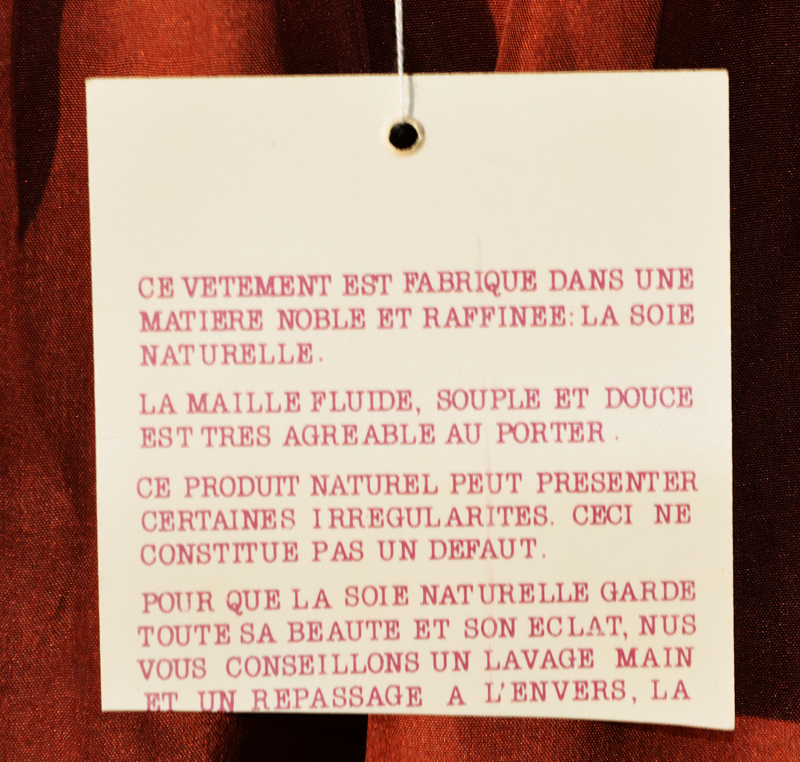 CE VETEMENT EST FABRIQUE DANS UNE
MATIERE NOBLE ET RAFFINEE: LA SOIE
NATURELLE.
LA MAILLE FLUIDE, SOUPLE ET DOUCE
EST TRES AGREABLE AU PORTER .
CE PRODUIT NATUREL PEUT PRESENTER
CERTAINES IRREGULARITES. CECI NE
CONSTITUE PAS UN DEFAUT.
POUR QUE LA SOIE NATURELLE GARDE
TOUTE SA BEAUTE ET SON ECLAT, NUS
VOUS CONSEILLONS UN LAVAGE MAIN
ET UN REPASSAGE A L'ENVERS, LA